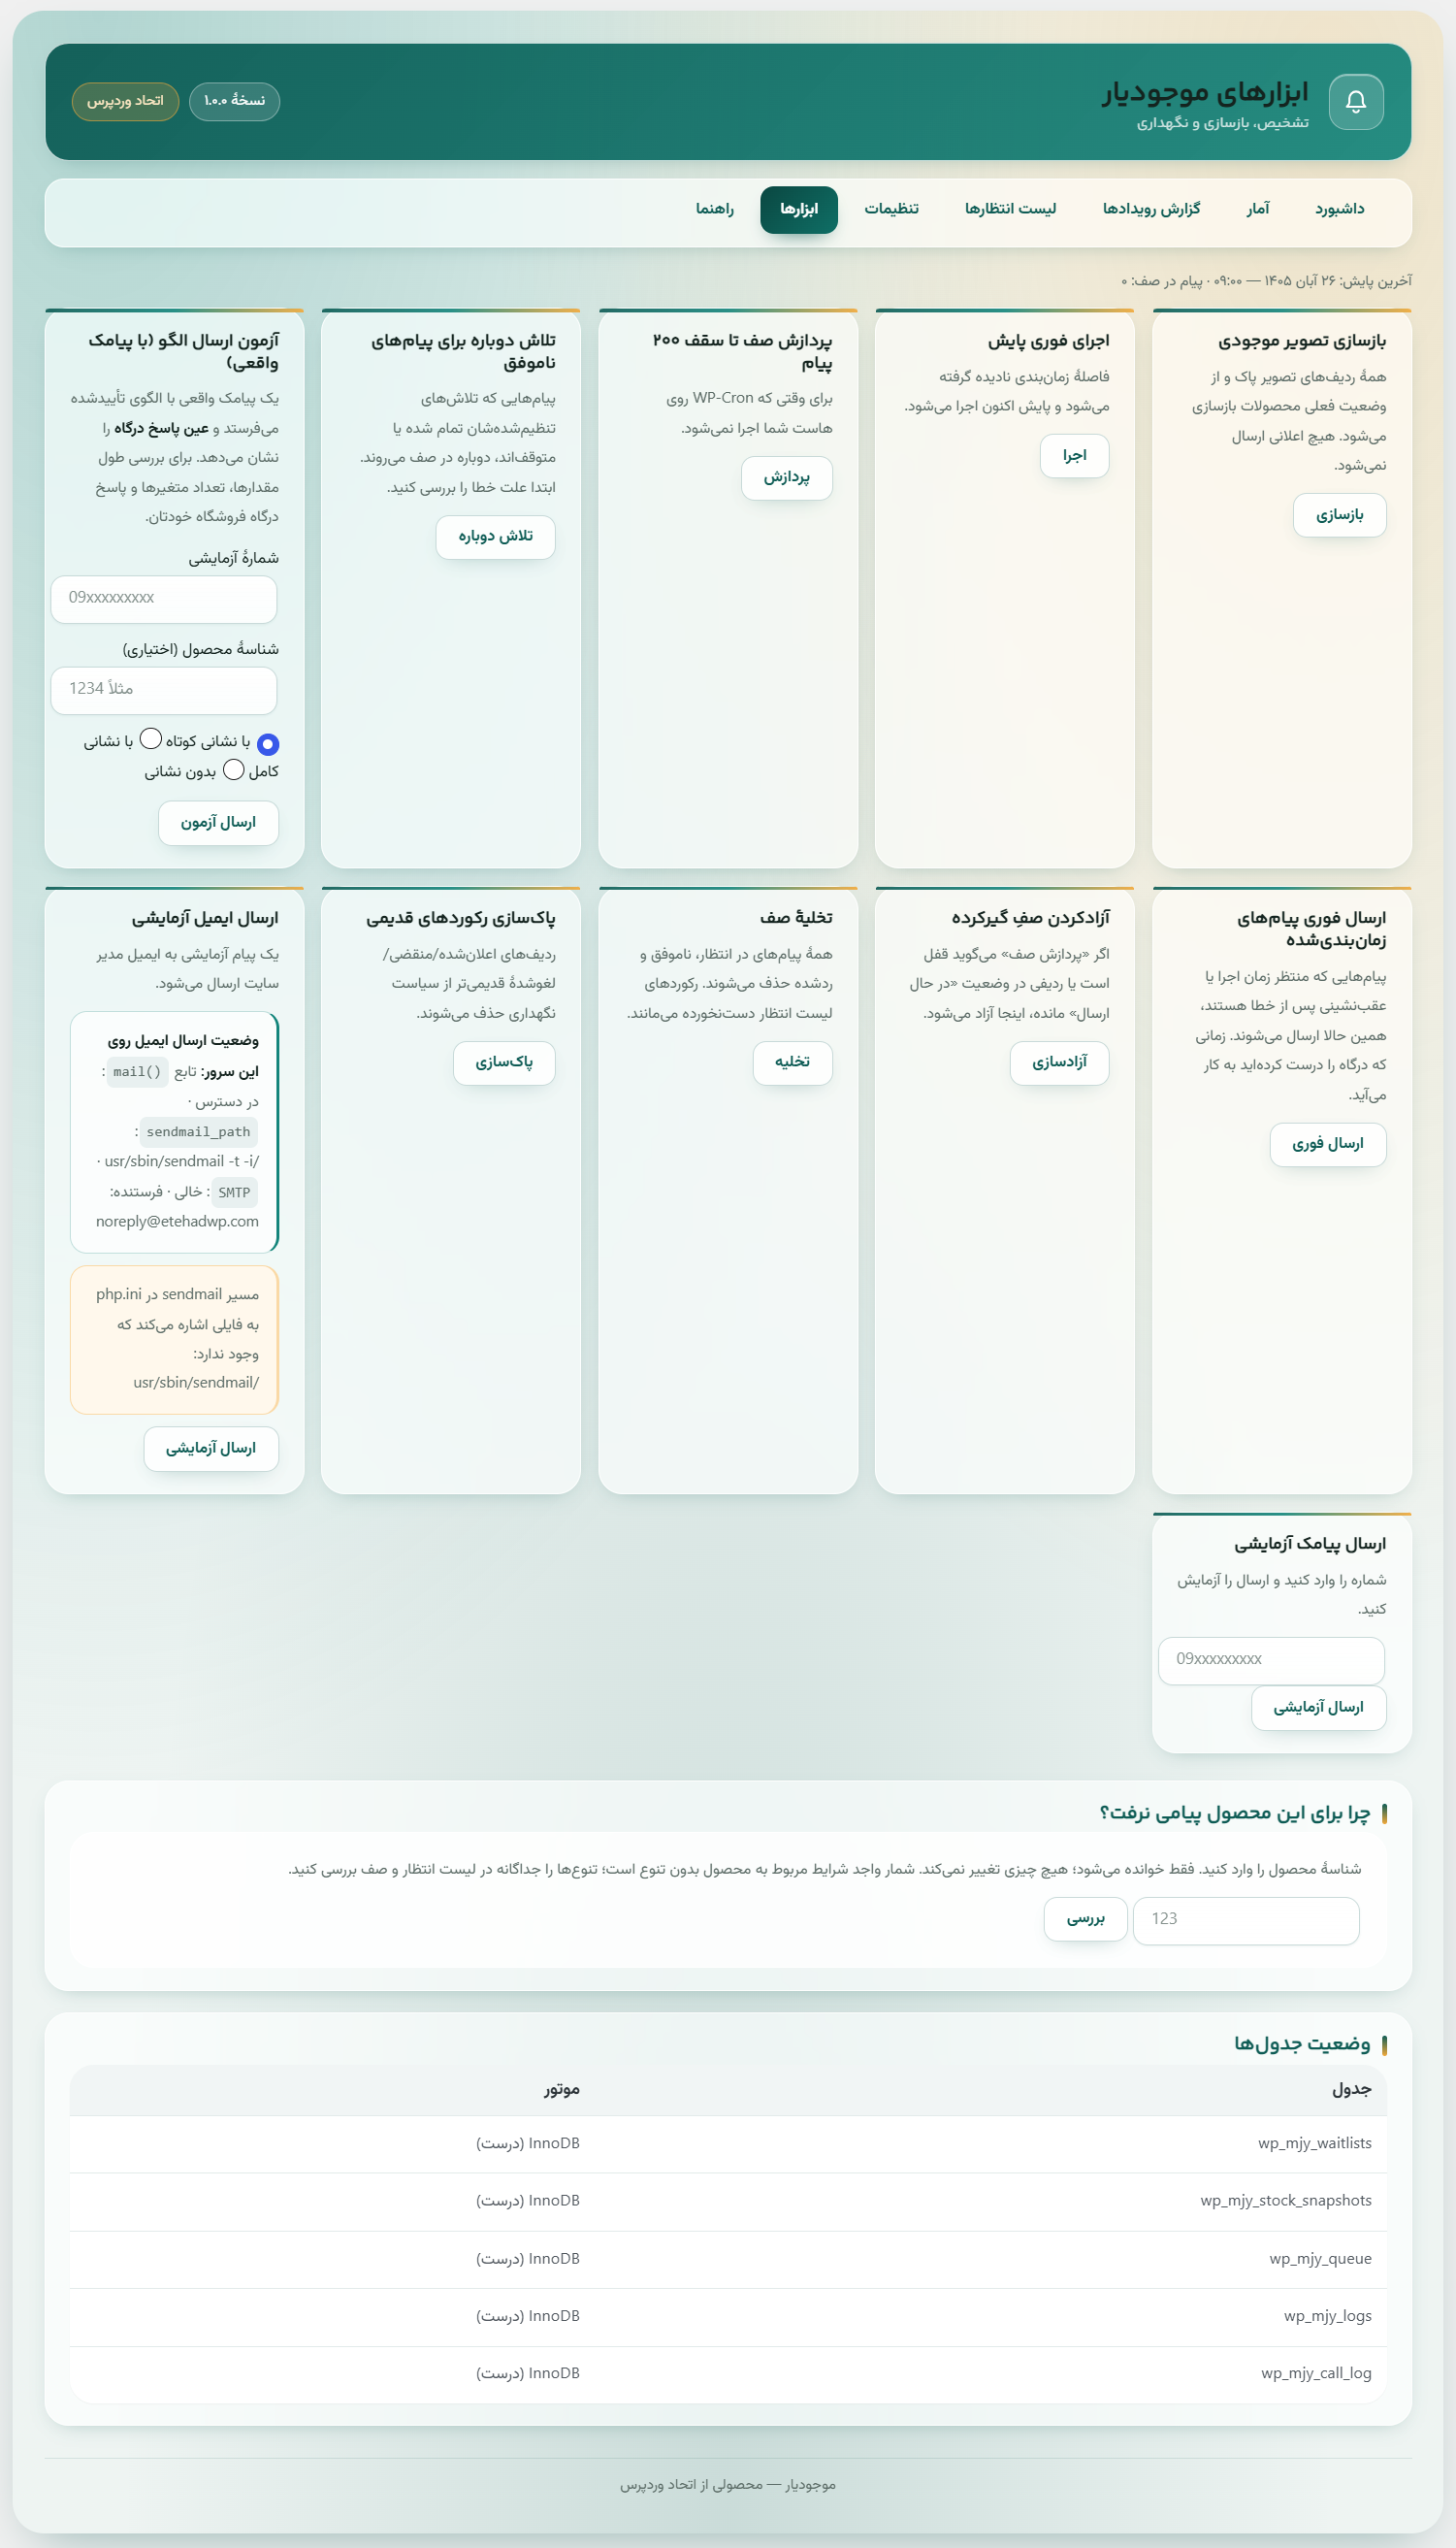 ابزارهای موجودیار
تشخیص، بازسازی و نگهداری
نسخهٔ ۱.۰.۰
اتحاد وردپرس
داشبورد
آمار
گزارش رویدادها
لیست انتظارها
تنظیمات
ابزارها
راهنما
آخرین پایش: ۲۶ آبان ۱۴۰۵ — ۰۹:۰۰ · پیام در صف: ۰
بازسازی تصویر موجودی
همهٔ ردیف‌های تصویر پاک و از
وضعیت فعلی محصولات بازسازی
می‌شود. هیچ اعلانی ارسال
نمی‌شود.
بازسازی
اجرای فوری پایش
فاصلهٔ زمان‌بندی نادیده گرفته
می‌شود و پایش اکنون اجرا می‌شود.
اجرا
پردازش صف تا سقف ۲۰۰
پیام
برای وقتی که WP-Cron روی
هاست شما اجرا نمی‌شود.
پردازش
تلاش دوباره برای پیام‌های
ناموفق
پیام‌هایی که تلاش‌های
تنظیم‌شده‌شان تمام شده یا
متوقف‌اند، دوباره در صف می‌روند.
ابتدا علت خطا را بررسی کنید.
تلاش دوباره
آزمون ارسال الگو (با پیامک
واقعی)
یک پیامک واقعی با الگوی تأییدشده
می‌فرستد و عین پاسخ درگاه را
نشان می‌دهد. برای بررسی طول
مقدارها، تعداد متغیرها و پاسخ
درگاه فروشگاه خودتان.
شمارهٔ آزمایشی
09xxxxxxxxx
شناسهٔ محصول (اختیاری)
مثلاً 1234
با نشانی کوتاه با نشانی
کامل بدون نشانی
ارسال آزمون
ارسال فوری پیام‌های
زمان‌بندی‌شده
پیام‌هایی که منتظر زمان اجرا یا
عقب‌نشینی پس از خطا هستند،
همین حالا ارسال می‌شوند. زمانی
که درگاه را درست کرده‌اید به کار
می‌آید.
ارسال فوری
آزادکردن صفِ گیرکرده
اگر «پردازش صف» می‌گوید قفل
است یا ردیفی در وضعیت «در حال
ارسال» مانده، اینجا آزاد می‌شود.
آزادسازی
تخلیهٔ صف
همهٔ پیام‌های در انتظار، ناموفق و
ردشده حذف می‌شوند. رکوردهای
لیست انتظار دست‌نخورده می‌مانند.
تخلیه
پاک‌سازی رکوردهای قدیمی
ردیف‌های اعلان‌شده/منقضی/
لغوشدهٔ قدیمی‌تر از سیاست
نگهداری حذف می‌شوند.
پاک‌سازی
ارسال ایمیل آزمایشی
یک پیام آزمایشی به ایمیل مدیر
سایت ارسال می‌شود.
وضعیت ارسال ایمیل روی
این سرور: تابع mail() :
در دسترس ·
sendmail_path :
/usr/sbin/sendmail -t -i ·
SMTP : خالی · فرستنده:
noreply@etehadwp.com
مسیر sendmail در php.ini
به فایلی اشاره می‌کند که
وجود ندارد:
/usr/sbin/sendmail
ارسال آزمایشی
ارسال پیامک آزمایشی
شماره را وارد کنید و ارسال را آزمایش
کنید.
09xxxxxxxxx
ارسال آزمایشی
چرا برای این محصول پیامی نرفت؟
شناسهٔ محصول را وارد کنید. فقط خوانده می‌شود؛ هیچ چیزی تغییر نمی‌کند. شمار واجد شرایط مربوط به محصول بدون تنوع است؛ تنوع‌ها را جداگانه در لیست انتظار و صف بررسی کنید.
123
بررسی
وضعیت جدول‌ها
جدول موتور
wp_mjy_waitlists InnoDB (درست)
wp_mjy_stock_snapshots InnoDB (درست)
wp_mjy_queue InnoDB (درست)
wp_mjy_logs InnoDB (درست)
wp_mjy_call_log InnoDB (درست)
موجودیار — محصولی از اتحاد وردپرس